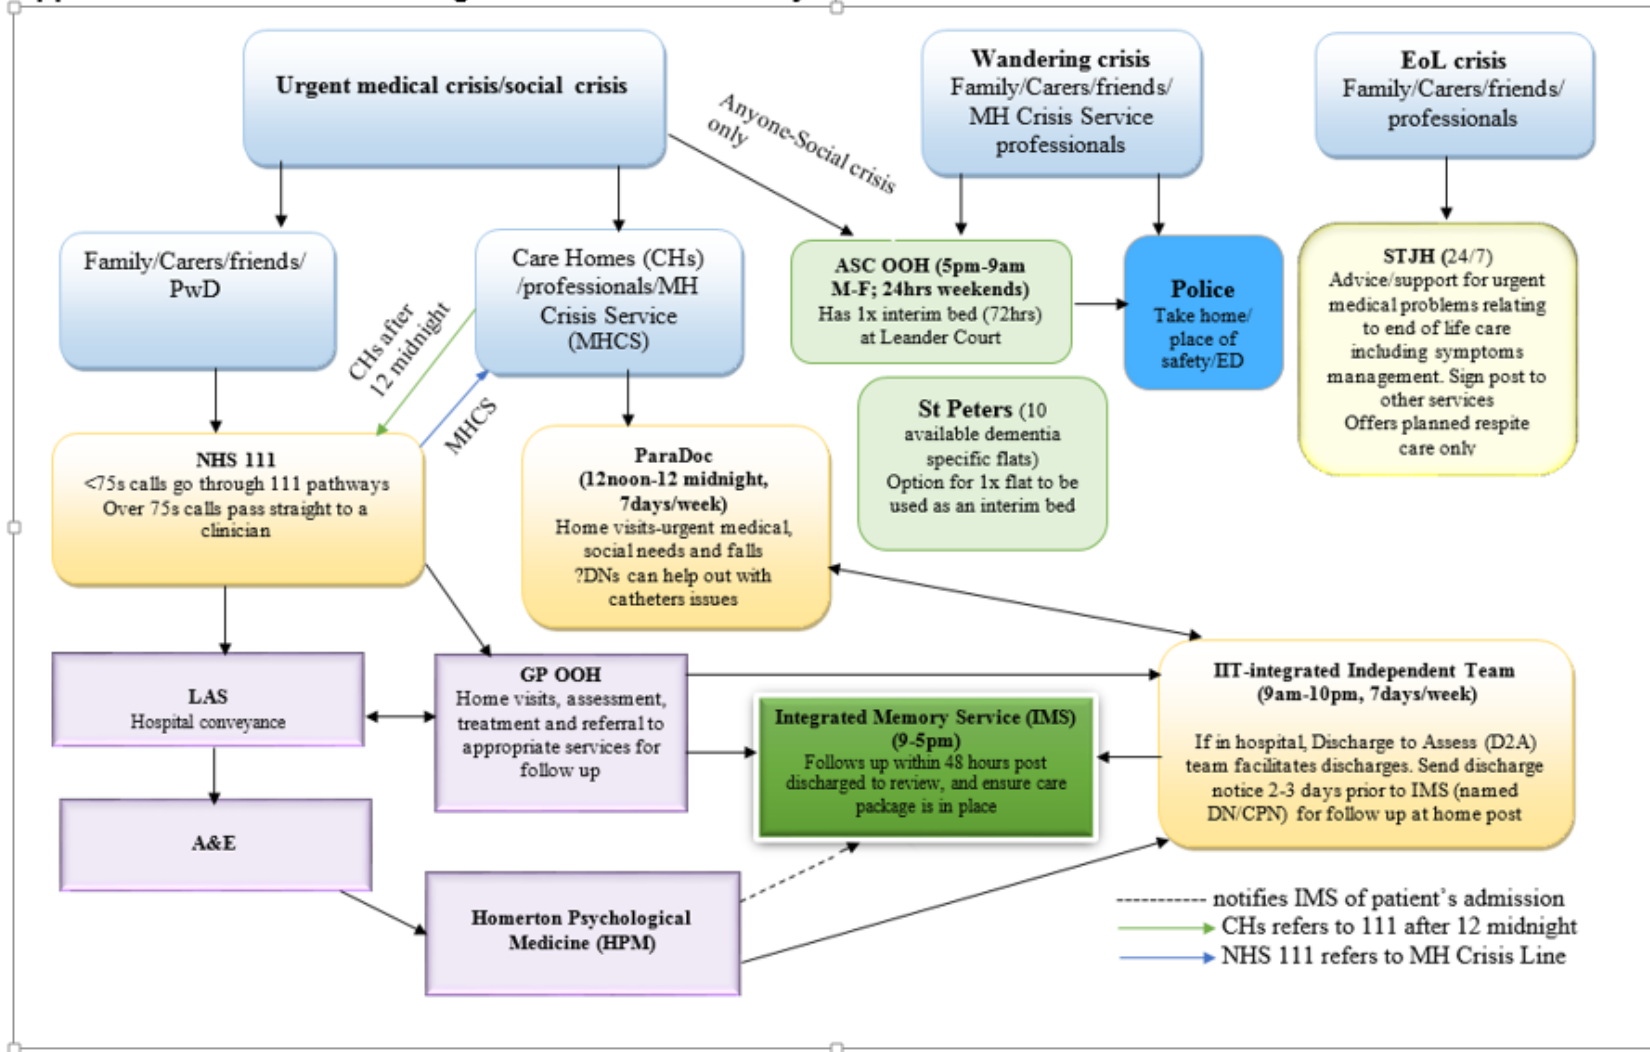 Urgent medical crisis/social crisis
Wandering crisis
Family/Carers/friends/
MH Crisis Service
professionals
EoL crisis
Family/Carers/friends/
professionals
Anyone-Social crisis
only
Family/Carers/friends/
PwD
Care Homes (CHs)
/professionals/MH
Crisis Service
(MHCS)
ASC OOH (5pm-9am
M-F; 24hrs weekends)
Has 1x interim bed (72hrs)
at Leander Court
Police
Take home/
place of
safety/ED
STJH (24/7)
Advice/support for urgent
medical problems relating
to end of life care
including symptoms
management. Sign post to
other services
Offers planned respite
care only
CHs after
12 midnight
MHCS
St Peters (10
available dementia
specific flats)
Option for 1x flat to be
used as an interim bed
NHS 111
<75s calls go through 111 pathways
Over 75s calls pass straight to a
clinician
ParaDoc
(12noon-12 midnight,
7days/week)
Home visits-urgent medical,
social needs and falls
?DNs can help out with
catheters issues
LAS
Hospital conveyance
GP OOH
Home visits, assessment,
treatment and referral to
appropriate services for
follow up
Integrated Memory Service (IMS)
(9-5pm)
Follows up within 48 hours post
discharged to review, and ensure care
package is in place
IIT-integrated Independent Team
(9am-10pm, 7days/week)
If in hospital, Discharge to Assess (D2A)
team facilitates discharges. Send discharge
notice 2-3 days prior to IMS (named
DN/CPN) for follow up at home post
A&E
Homerton Psychological
Medicine (HPM)
notifies IMS of patient's admission
CHs refers to 111 after 12 midnight
NHS 111 refers to MH Crisis Line